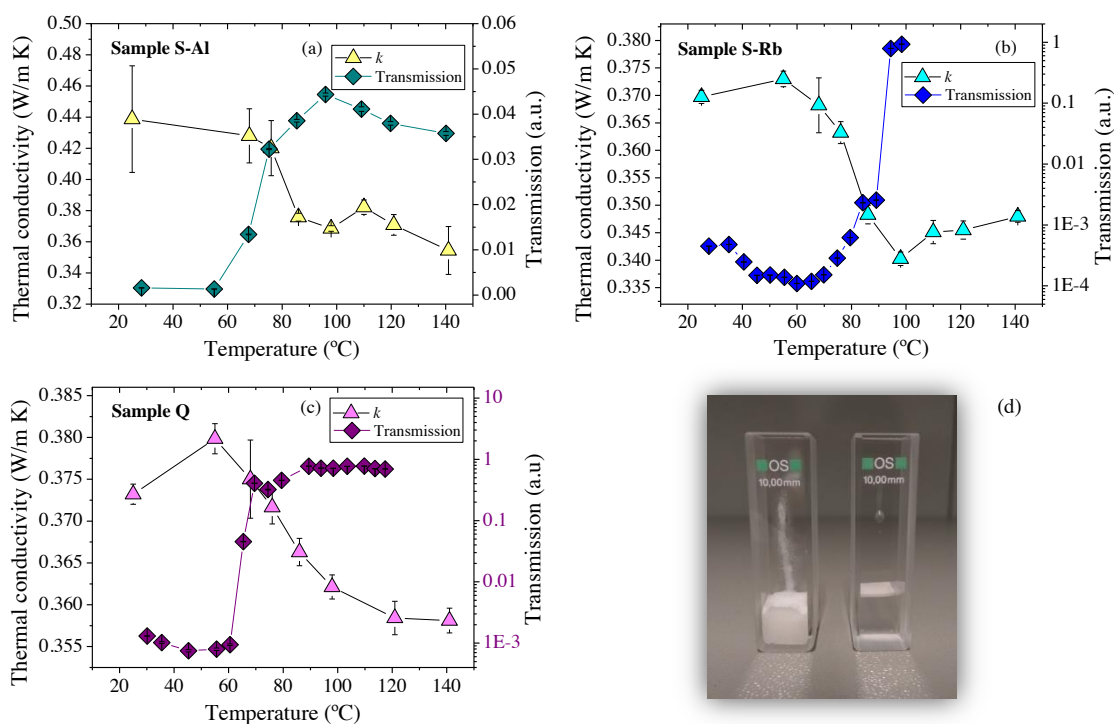 Sample S-Al
(a)
k
Transmission
Thermal conductivity (W/m K)
0.50
0.48
0.46
0.44
0.42
0.40
0.38
0.36
0.34
0.32
0.06
0.05
0.04
0.03
0.02
0.01
0.00
Transmission (a.u.)
20 40 60 80 100 120 140
Temperature (ºC)
Sample S-Rb
(b)
k
Transmission
Thermal conductivity (W/m K)
0.380
0.375
0.370
0.365
0.360
0.355
0.350
0.345
0.340
0.335
1
0.1
0.01
1E-3
1E-4
Transmission (a.u.)
20 40 60 80 100 120 140
Temperature (ºC)
Sample Q
(c)
k
Transmission
Thermal conductivity (W/m K)
0.385
0.380
0.375
0.370
0.365
0.360
0.355
10
1
0.1
0.01
1E-3
Transmission (a.u)
20 40 60 80 100 120 140
Temperature (ºC)
(d)
OS
10,00mm
OS
10,00mm